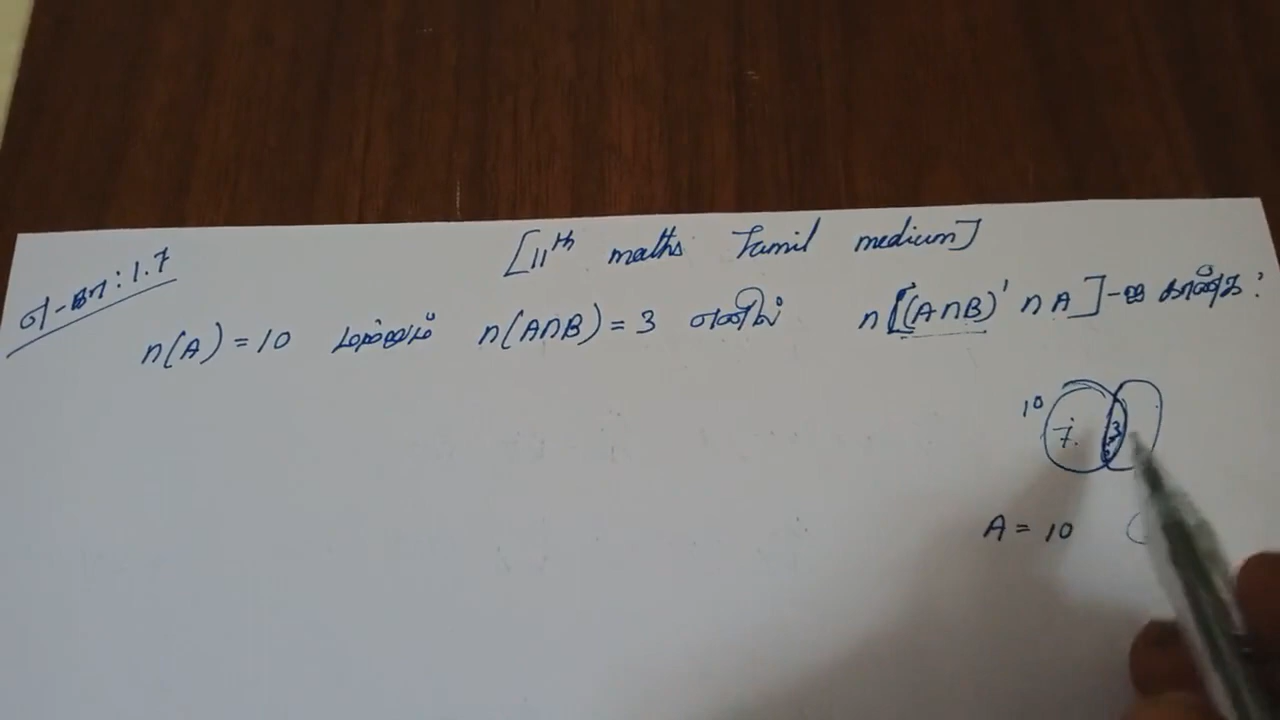 [11th maths Tamil medium]
எ-கா : 1.7
n(A) = 10 மற்றும் n(A∩B) = 3 எனில் n[(A∩B)' ∩ A] -ஐ காண்க :
10
7. 3
A = 10